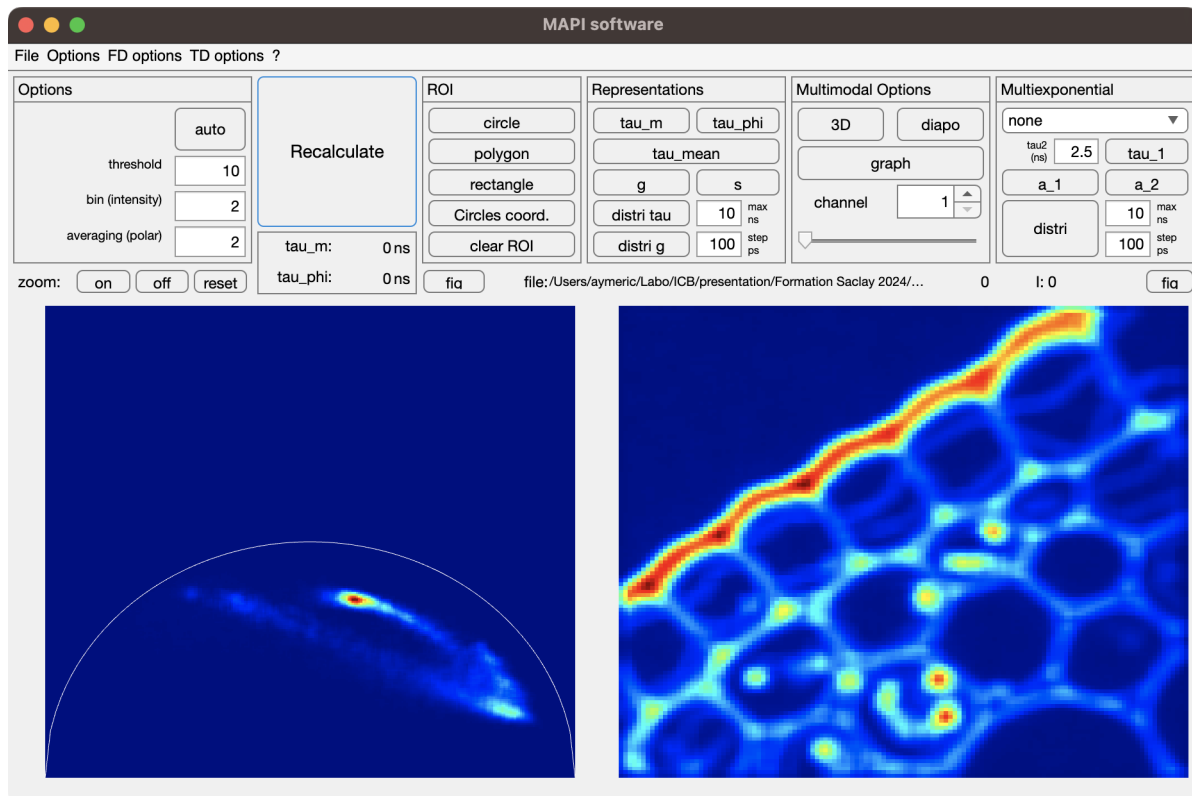 MAPI software
File Options FD options TD options ?
Options
auto
threshold 10
bin (intensity) 2
averaging (polar) 2
Recalculate
tau_m: 0 ns
tau_phi: 0 ns
ROI
circle
polygon
rectangle
Circles coord.
clear ROI
Representations
tau_m tau_phi
tau_mean
g s
distri tau 10 max ns
distri g 100 step ps
Multimodal Options
3D diapo
graph
channel 1
Multiexponential
none
tau2 (ns) 2.5 tau_1
a_1 a_2
distri 10 max ns
100 step ps
zoom: on off reset
fig file:/Users/aymeric/Labo/ICB/presentation/Formation Saclay 2024/… 0 I: 0 fig